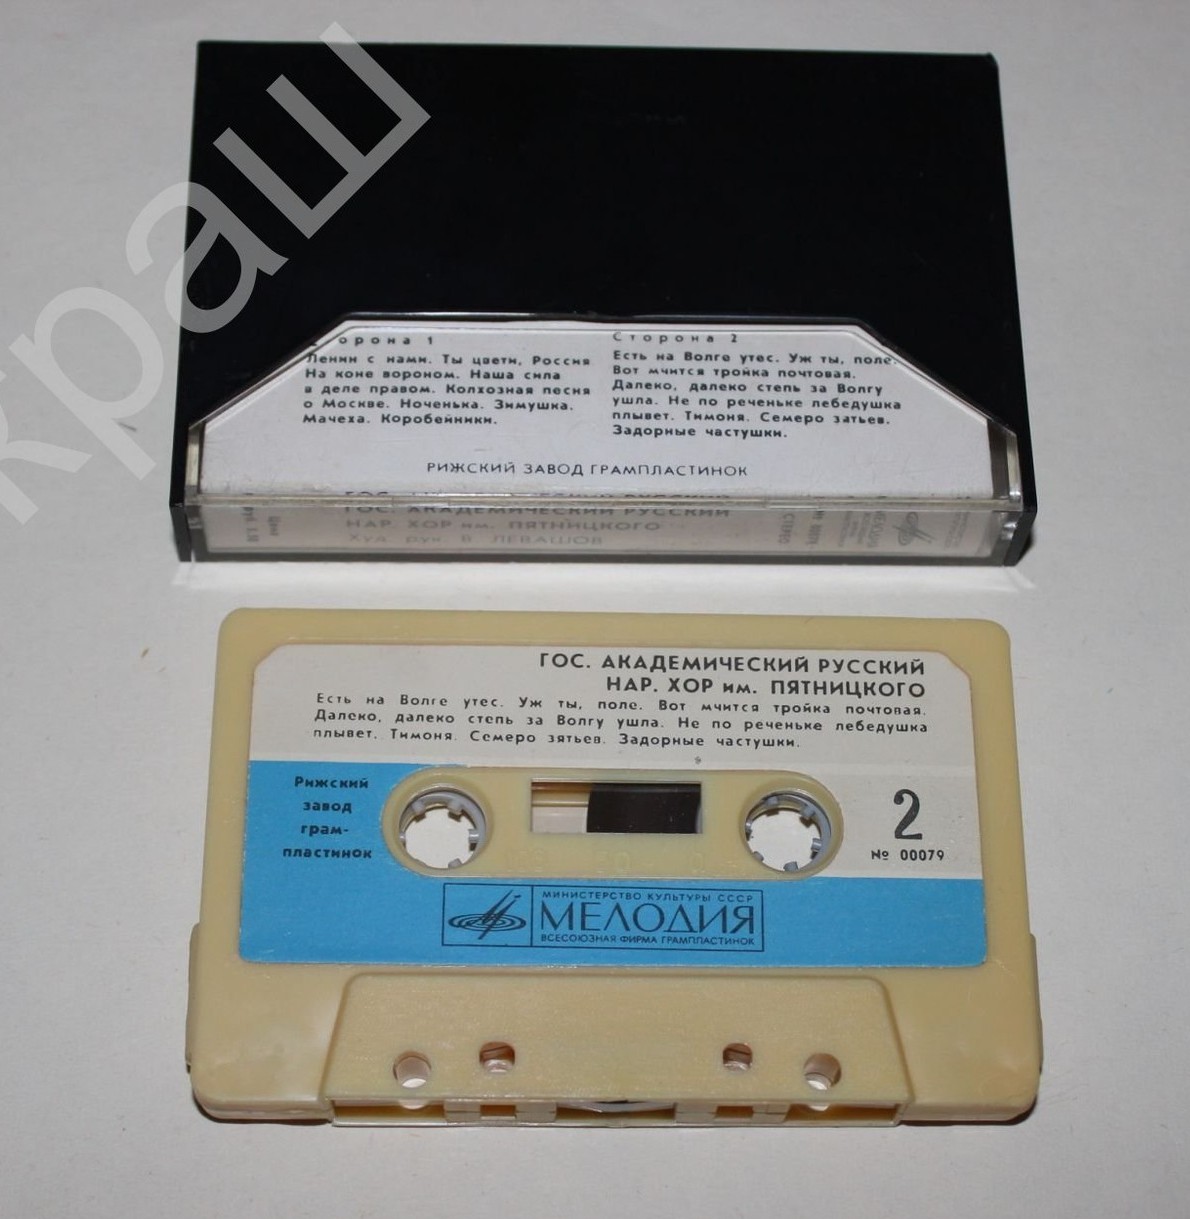 Краш
Сторона 1
Ленин с нами. Ты цвети, Россия
На коне вороном. Наша сила
в деле правом. Колхозная песня
о Москве. Ноченька. Зимушка.
Мачеха. Коробейники.
Сторона 2
Есть на Волге утес. Уж ты, поле.
Вот мчится тройка почтовая.
Далеко, далеко степь за Волгу
ушла. Не по реченьке лебедушка
плывет. Тимоня. Семеро затьев.
Задорные частушки.
РИЖСКИЙ ЗАВОД ГРАМПЛАСТИНОК
Цена
руб.
ГОС. АКАДЕМИЧЕСКИЙ РУССКИЙ
НАР. ХОР им. ПЯТНИЦКОГО
Худ. рук. В. ЛЕВАШОВ
СТЕРЕО
ГОС. АКАДЕМИЧЕСКИЙ РУССКИЙ
НАР. ХОР им. ПЯТНИЦКОГО
Есть на Волге утес. Уж ты, поле. Вот мчится тройка почтовая.
Далеко, далеко степь за Волгу ушла. Не по реченьке лебедушка
плывет. Тимоня. Семеро зятьев. Задорные частушки.
Рижский
завод
грам-
пластинок
2
№ 00079
МИНИСТЕРСТВО КУЛЬТУРЫ СССР
МЕЛОДИЯ
ВСЕСОЮЗНАЯ ФИРМА ГРАМПЛАСТИНОК